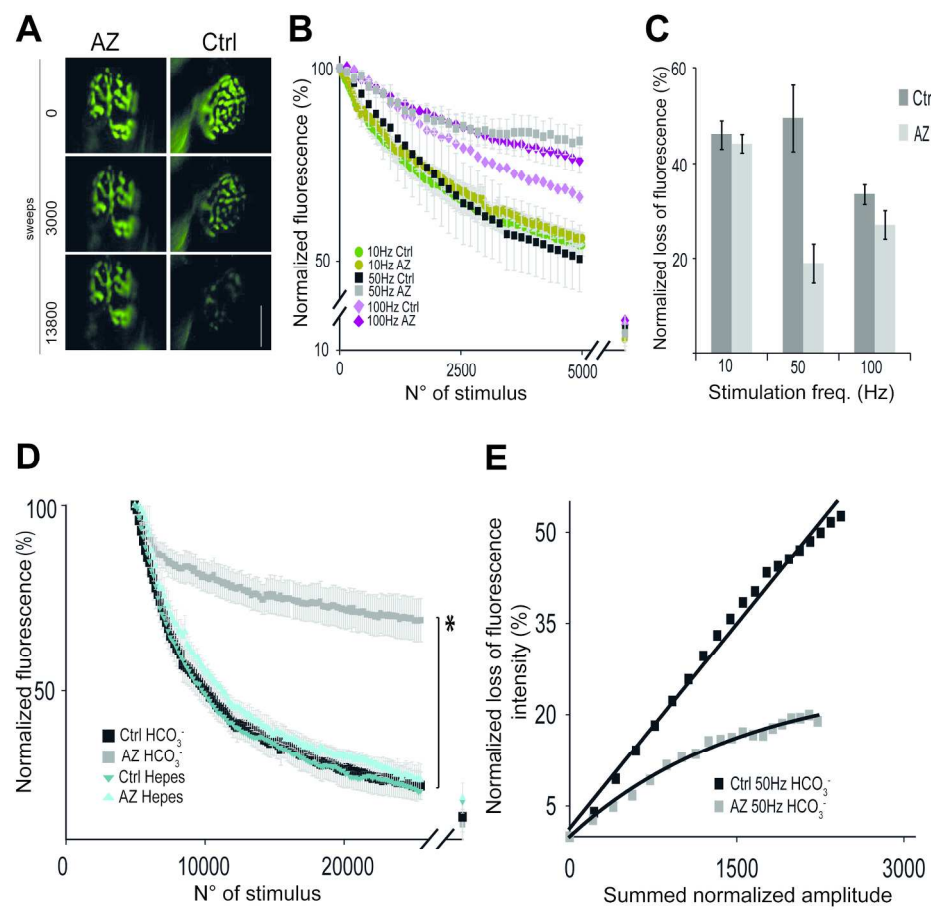 A
AZ
Ctrl
sweeps
0
3000
13800
B
Normalized fluorescence (%)
100
50
10
10Hz Ctrl
10Hz AZ
50Hz Ctrl
50Hz AZ
100Hz Ctrl
100Hz AZ
0
2500
5000
N° of stimulus
C
Normalized loss of fluorescence (%)
60
40
20
0
Ctr
AZ
10
50
100
Stimulation freq. (Hz)
D
Normalized fluorescence (%)
100
50
*
Ctrl HCO₃⁻
AZ HCO₃⁻
Ctrl Hepes
AZ Hepes
0
10000
20000
N° of stimulus
E
Normalized loss of fluorescence
intensity (%)
50
35
20
5
Ctrl 50Hz HCO₃⁻
AZ 50Hz HCO₃⁻
0
1500
3000
Summed normalized amplitude